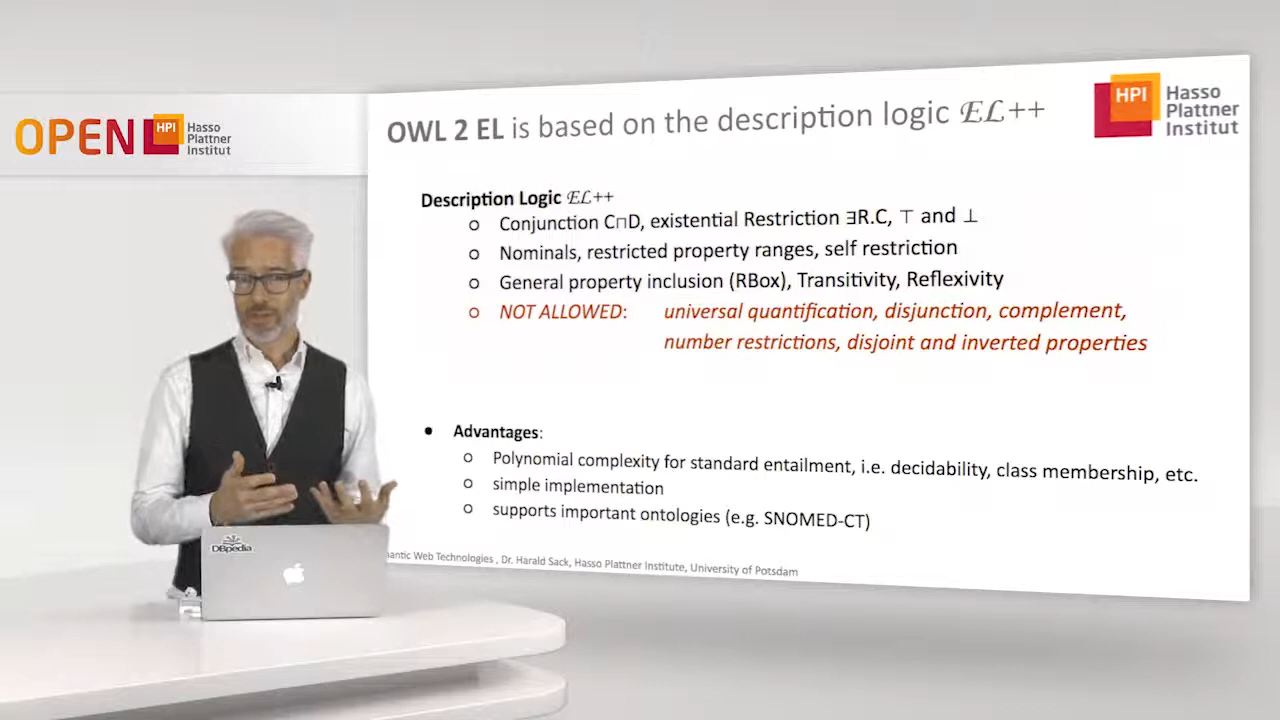 OPEN HPI Hasso
Plattner
Institut
OWL 2 EL is based on the description logic ℰℒ++
HPI Hasso
Plattner
Institut
Description Logic ℰℒ++
Conjunction C⊓D, existential Restriction ∃R.C, ⊤ and ⊥
Nominals, restricted property ranges, self restriction
General property inclusion (RBox), Transitivity, Reflexivity
NOT ALLOWED: universal quantification, disjunction, complement,
number restrictions, disjoint and inverted properties
Advantages:
Polynomial complexity for standard entailment, i.e. decidability, class membership, etc.
simple implementation
supports important ontologies (e.g. SNOMED-CT)
Web Technologies , Dr. Harald Sack, Hasso Plattner Institute, University of Potsdam
DBpedia